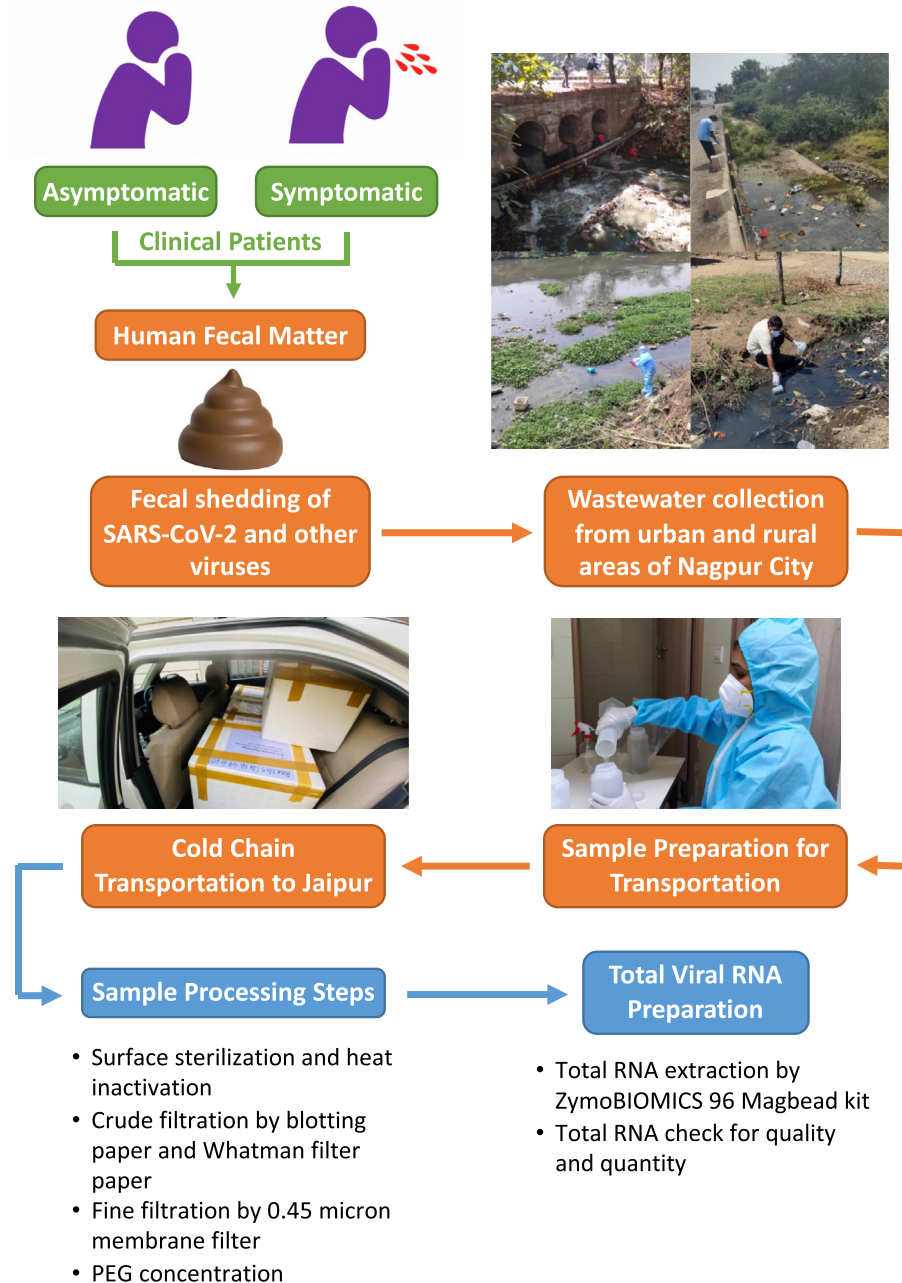 Asymptomatic
Symptomatic
Clinical Patients
Human Fecal Matter
Fecal shedding of
SARS-CoV-2 and other
viruses
Wastewater collection
from urban and rural
areas of Nagpur City
Cold Chain
Transportation to Jaipur
Sample Preparation for
Transportation
Sample Processing Steps
• Surface sterilization and heat
inactivation
• Crude filtration by blotting
paper and Whatman filter
paper
• Fine filtration by 0.45 micron
membrane filter
• PEG concentration
Total Viral RNA
Preparation
• Total RNA extraction by
ZymoBIOMICS 96 Magbead kit
• Total RNA check for quality
and quantity